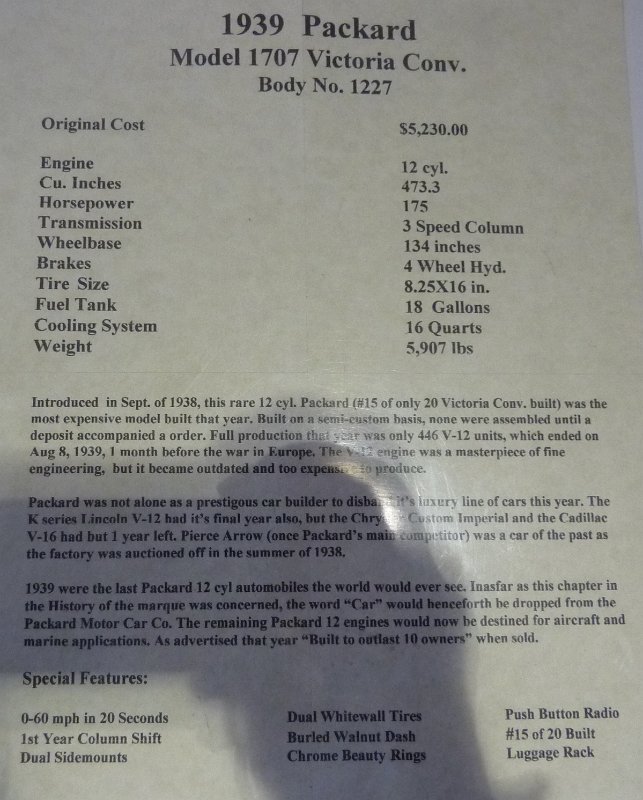 1939 Packard
Model 1707 Victoria Conv.
Body No. 1227
Original Cost $5,230.00
Engine 12 cyl.
Cu. Inches 473.3
Horsepower 175
Transmission 3 Speed Column
Wheelbase 134 inches
Brakes 4 Wheel Hyd.
Tire Size 8.25X16 in.
Fuel Tank 18 Gallons
Cooling System 16 Quarts
Weight 5,907 lbs
Introduced in Sept. of 1938, this rare 12 cyl. Packard (#15 of only 20 Victoria Conv. built) was the
most expensive model built that year. Built on a semi-custom basis, none were assembled until a
deposit accompanied a order. Full production that year was only 446 V-12 units, which ended on
Aug 8, 1939, 1 month before the war in Europe. The V-12 engine was a masterpiece of fine
engineering, but it became outdated and too expensive to produce.
Packard was not alone as a prestigous car builder to disband it's luxury line of cars this year. The
K series Lincoln V-12 had it's final year also, but the Chrysler Custom Imperial and the Cadillac
V-16 had but 1 year left. Pierce Arrow (once Packard's main competitor) was a car of the past as
the factory was auctioned off in the summer of 1938.
1939 were the last Packard 12 cyl automobiles the world would ever see. Inasfar as this chapter in
the History of the marque was concerned, the word “Car” would henceforth be dropped from the
Packard Motor Car Co. The remaining Packard 12 engines would now be destined for aircraft and
marine applications. As advertised that year “Built to outlast 10 owners” when sold.
Special Features:
0-60 mph in 20 Seconds Dual Whitewall Tires Push Button Radio
1st Year Column Shift Burled Walnut Dash #15 of 20 Built
Dual Sidemounts Chrome Beauty Rings Luggage Rack